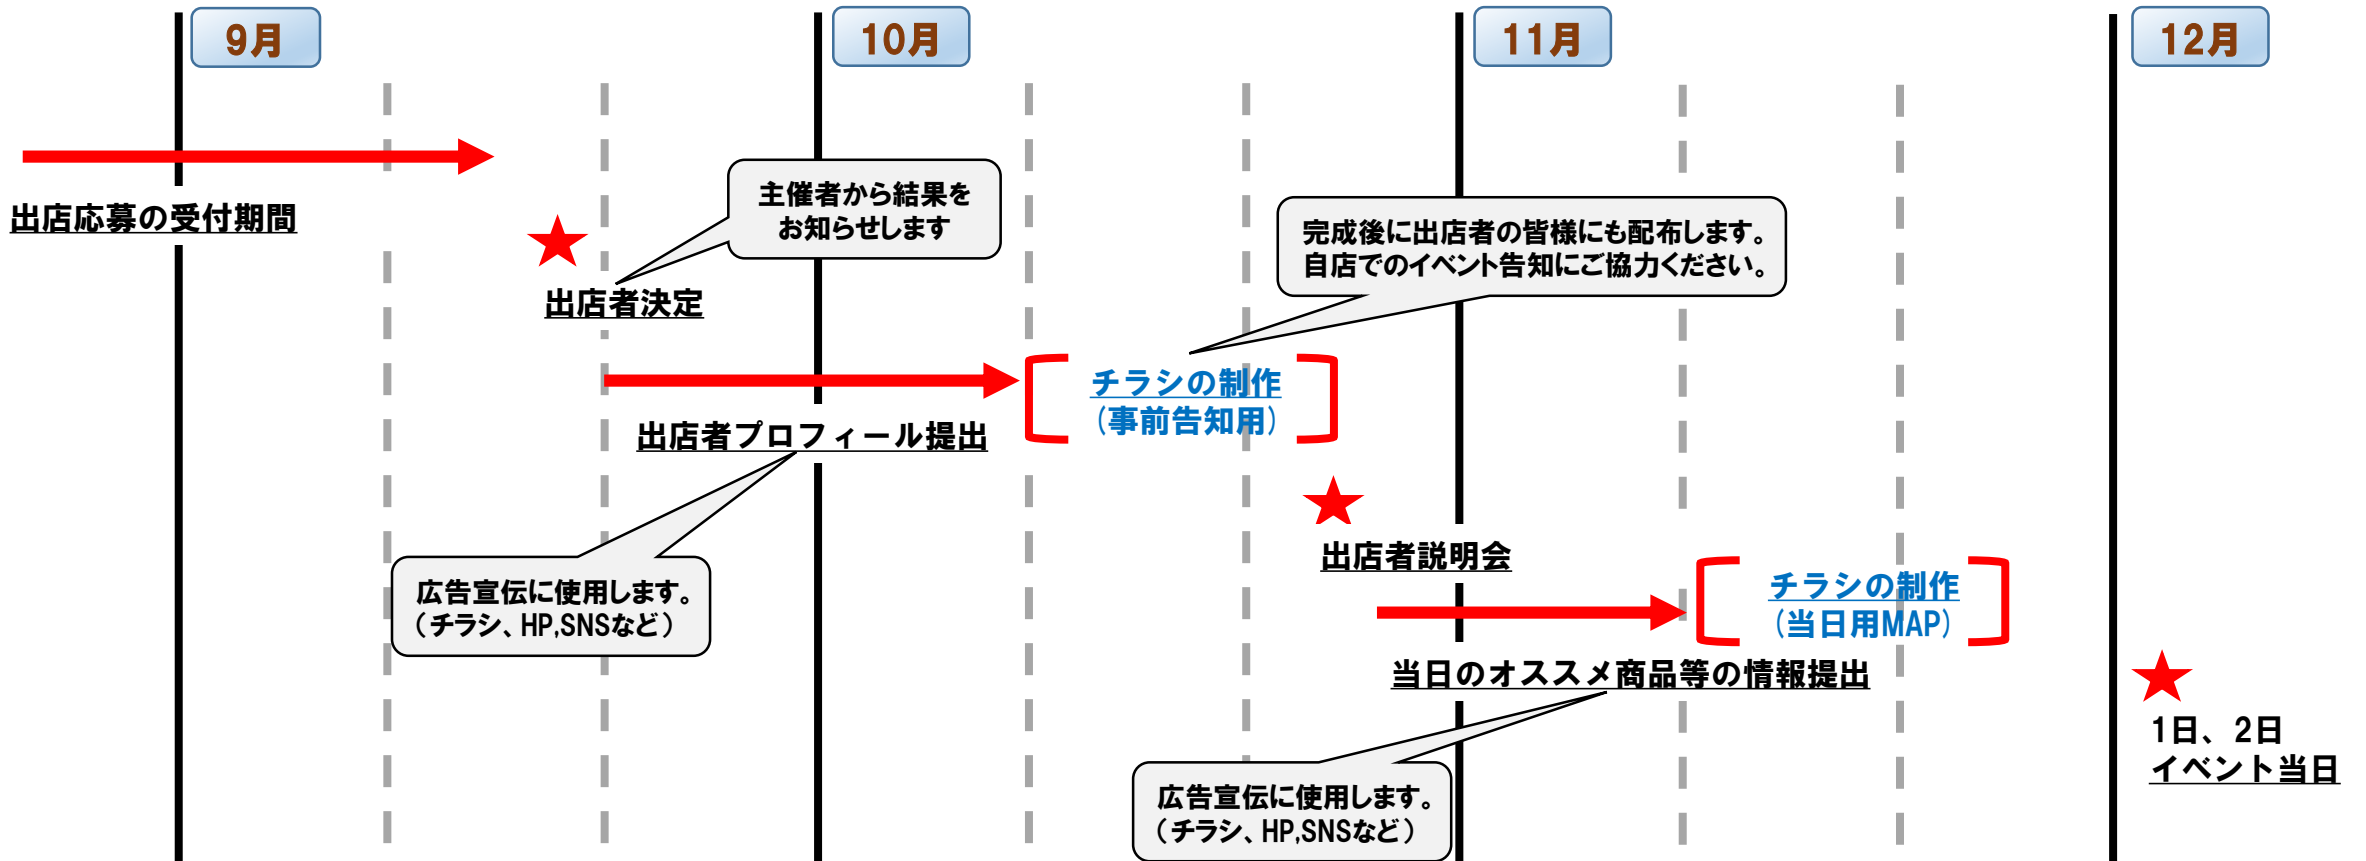 9月
10月
11月
12月
出店応募の受付期間
主催者から結果を
お知らせします
出店者決定
完成後に出店者の皆様にも配布します。
自店でのイベント告知にご協力ください。
出店者プロフィール提出
チラシの制作
(事前告知用)
広告宣伝に使用します。
（チラシ、HP,SNSなど）
出店者説明会
チラシの制作
(当日用MAP)
当日のオススメ商品等の情報提出
広告宣伝に使用します。
（チラシ、HP,SNSなど）
1日、2日
イベント当日